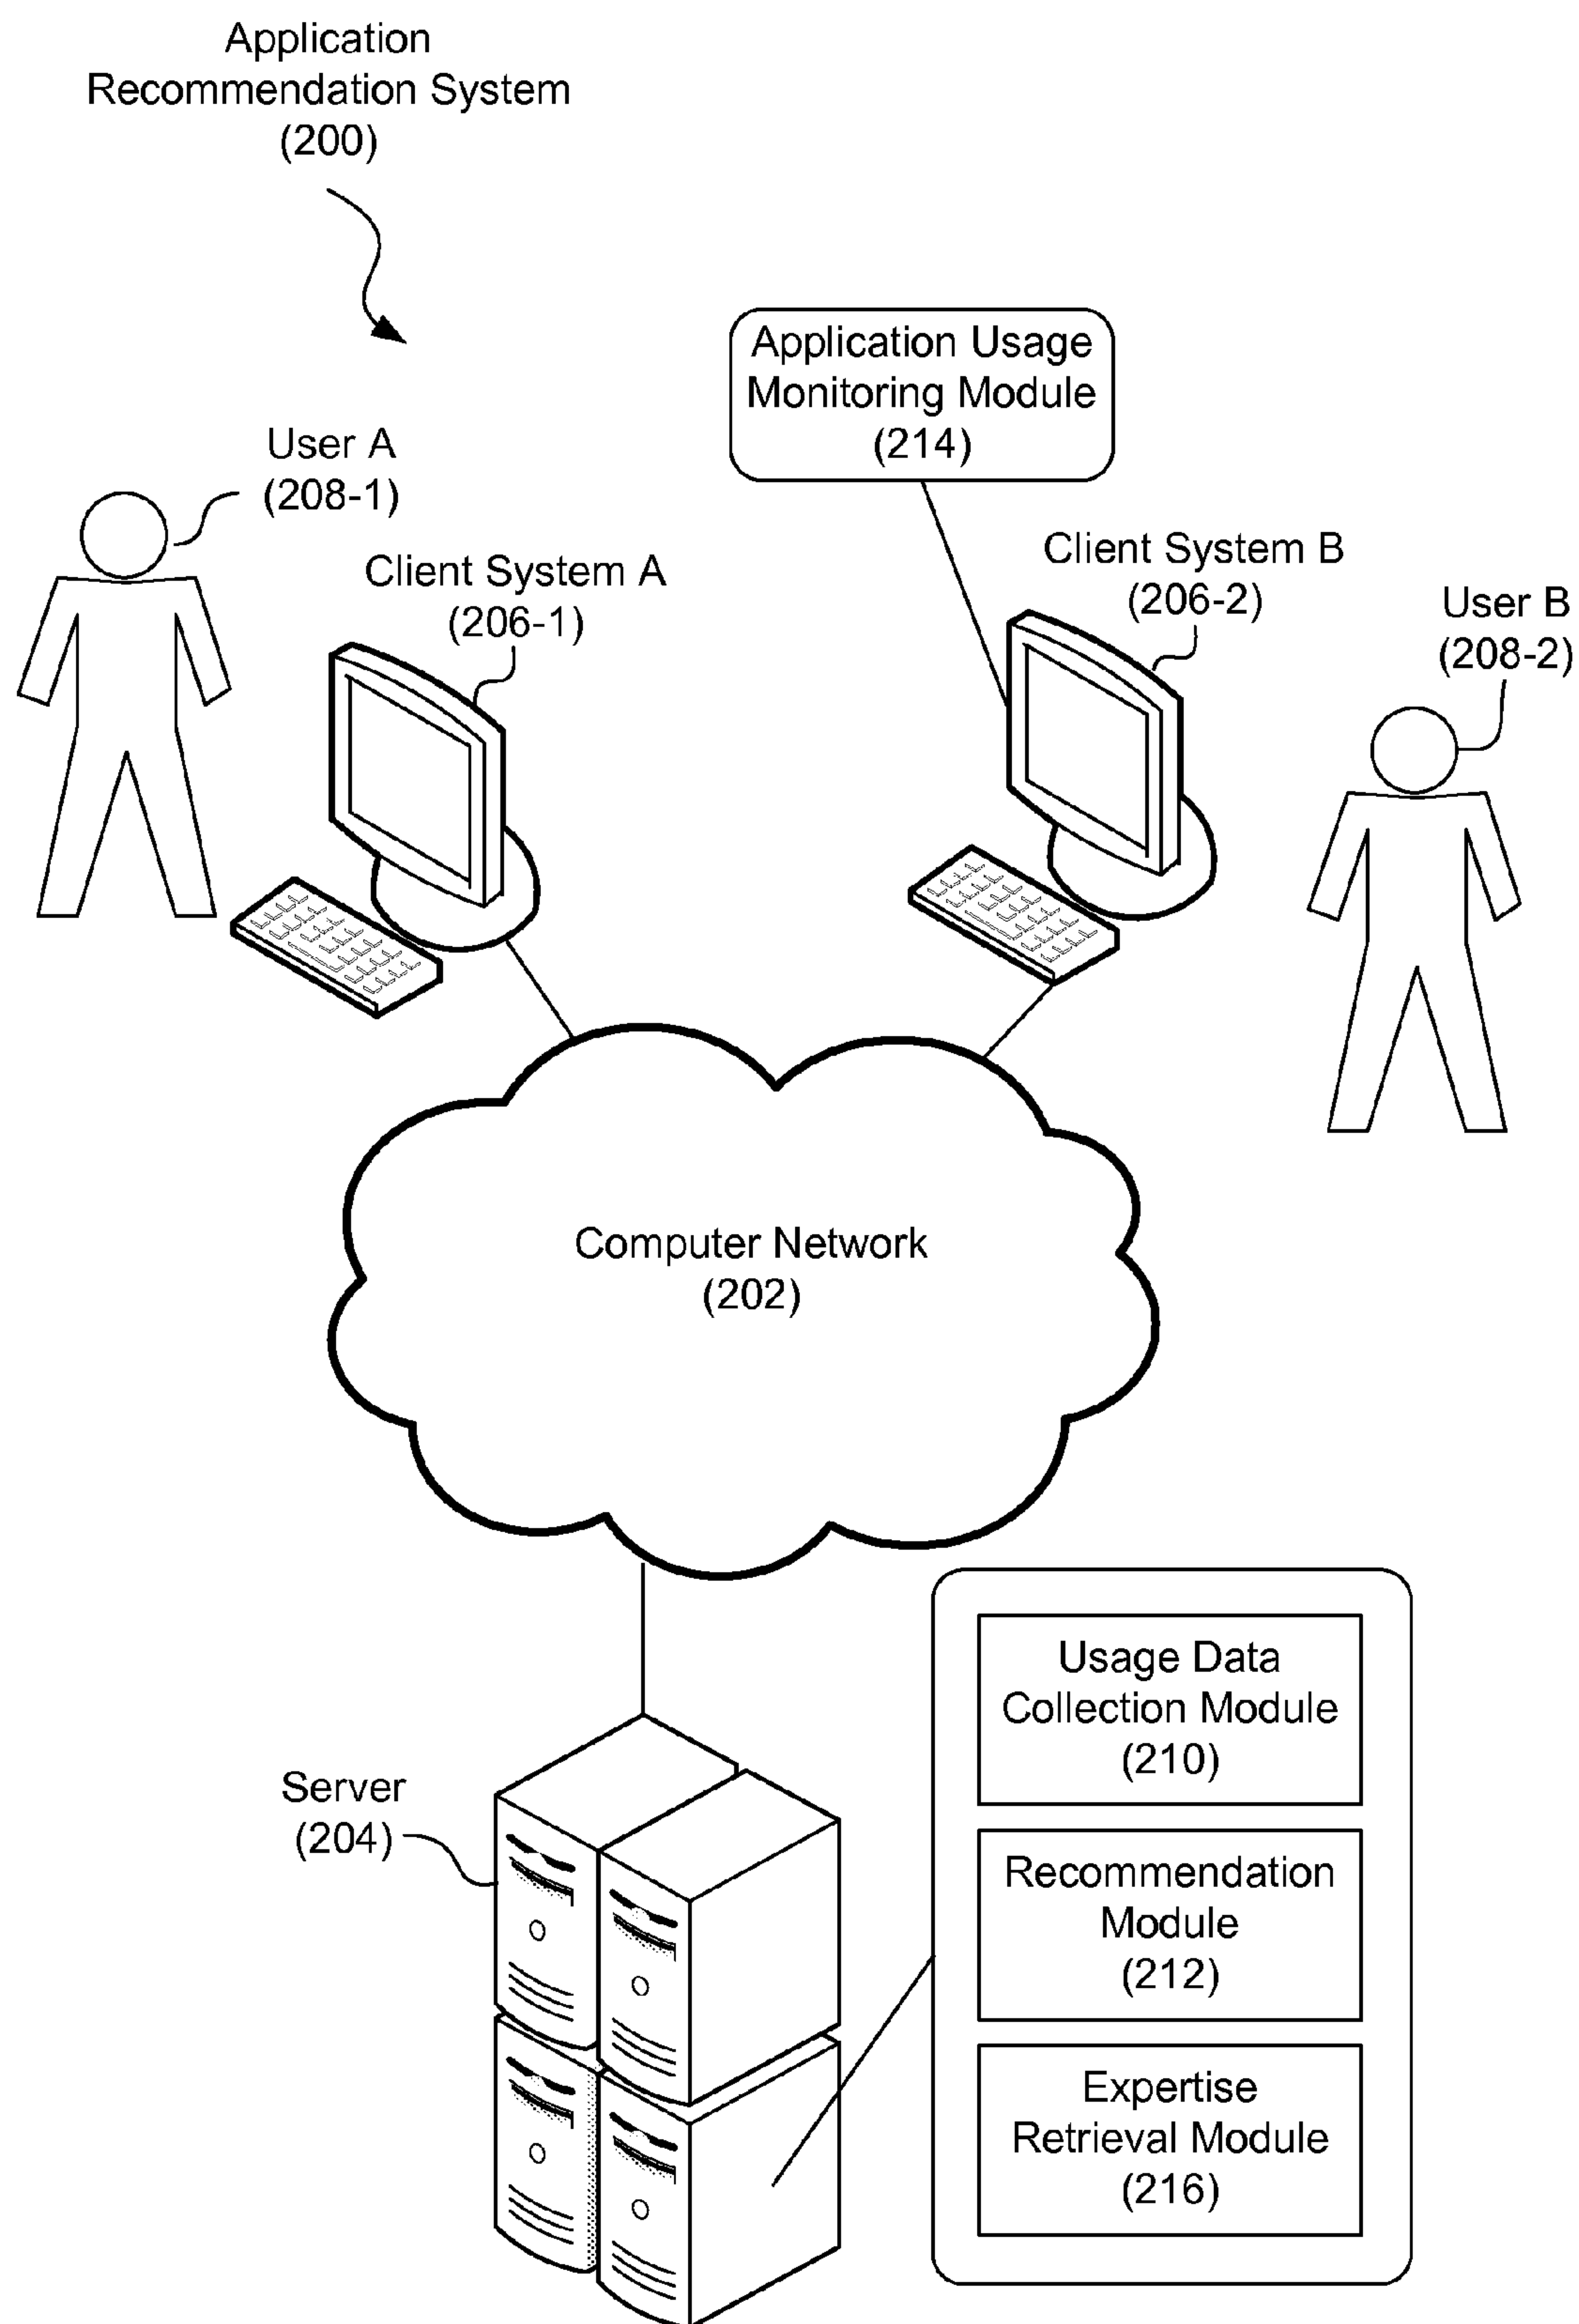 Application
Recommendation System
(200)
Application Usage
Monitoring Module
(214)
User A
(208-1)
Client System A
(206-1)
Client System B
(206-2)
User B
(208-2)
Computer Network
(202)
Usage Data
Collection Module
(210)
Server
(204)
Recommendation
Module
(212)
Expertise
Retrieval Module
(216)